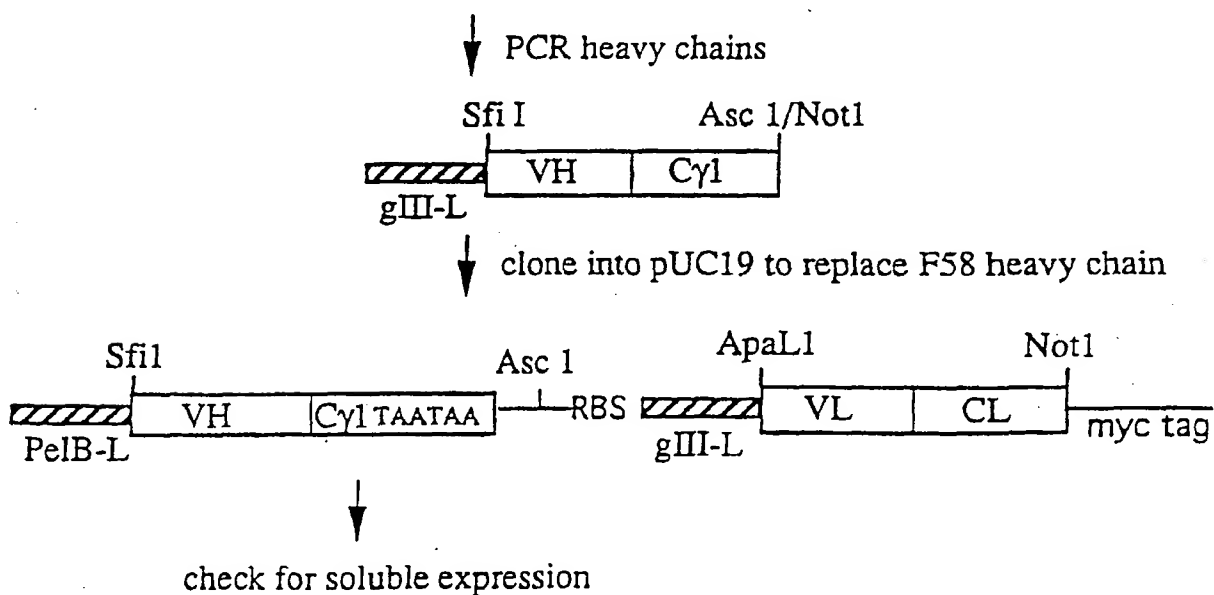 PCR heavy chains
Sfi I Asc 1/Not1
VH Cγ1
gIII-L
clone into pUC19 to replace F58 heavy chain
Sfi1 Asc 1 ApaL1 Not1
VH Cγ1 TAATAA RBS VL CL
PelB-L gIII-L myc tag
check for soluble expression